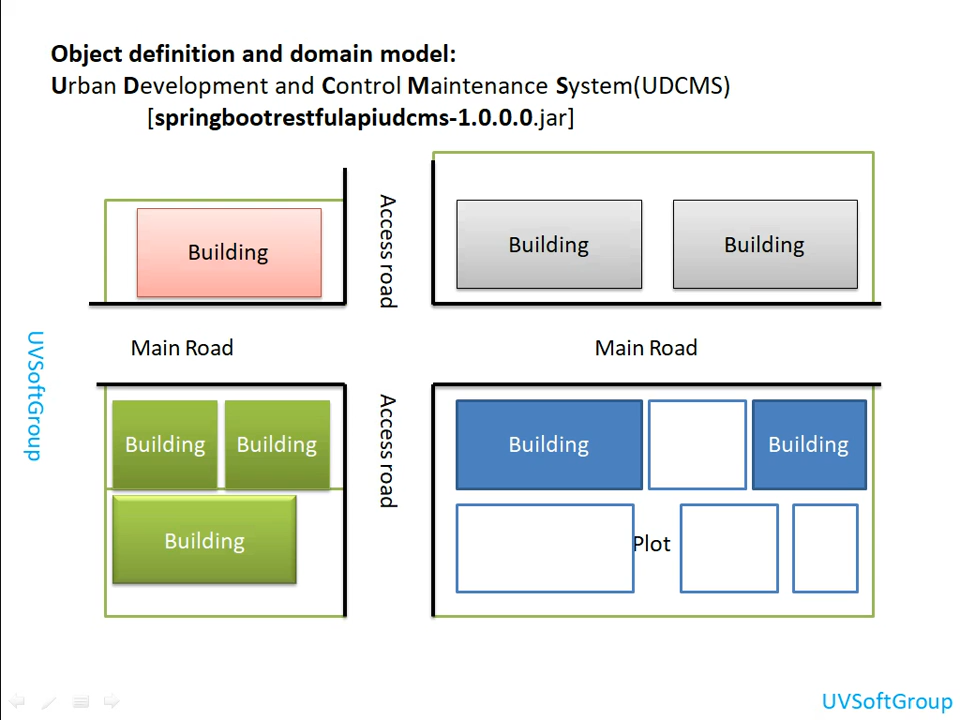 Object definition and domain model:
Urban Development and Control Maintenance System(UDCMS)
[springbootrestfulapiudcms-1.0.0.0.jar]
Building
Access road
Building
Building
Main Road
Main Road
UVSoftGroup
Building
Building
Access road
Building
Building
Building
Plot
UVSoftGroup